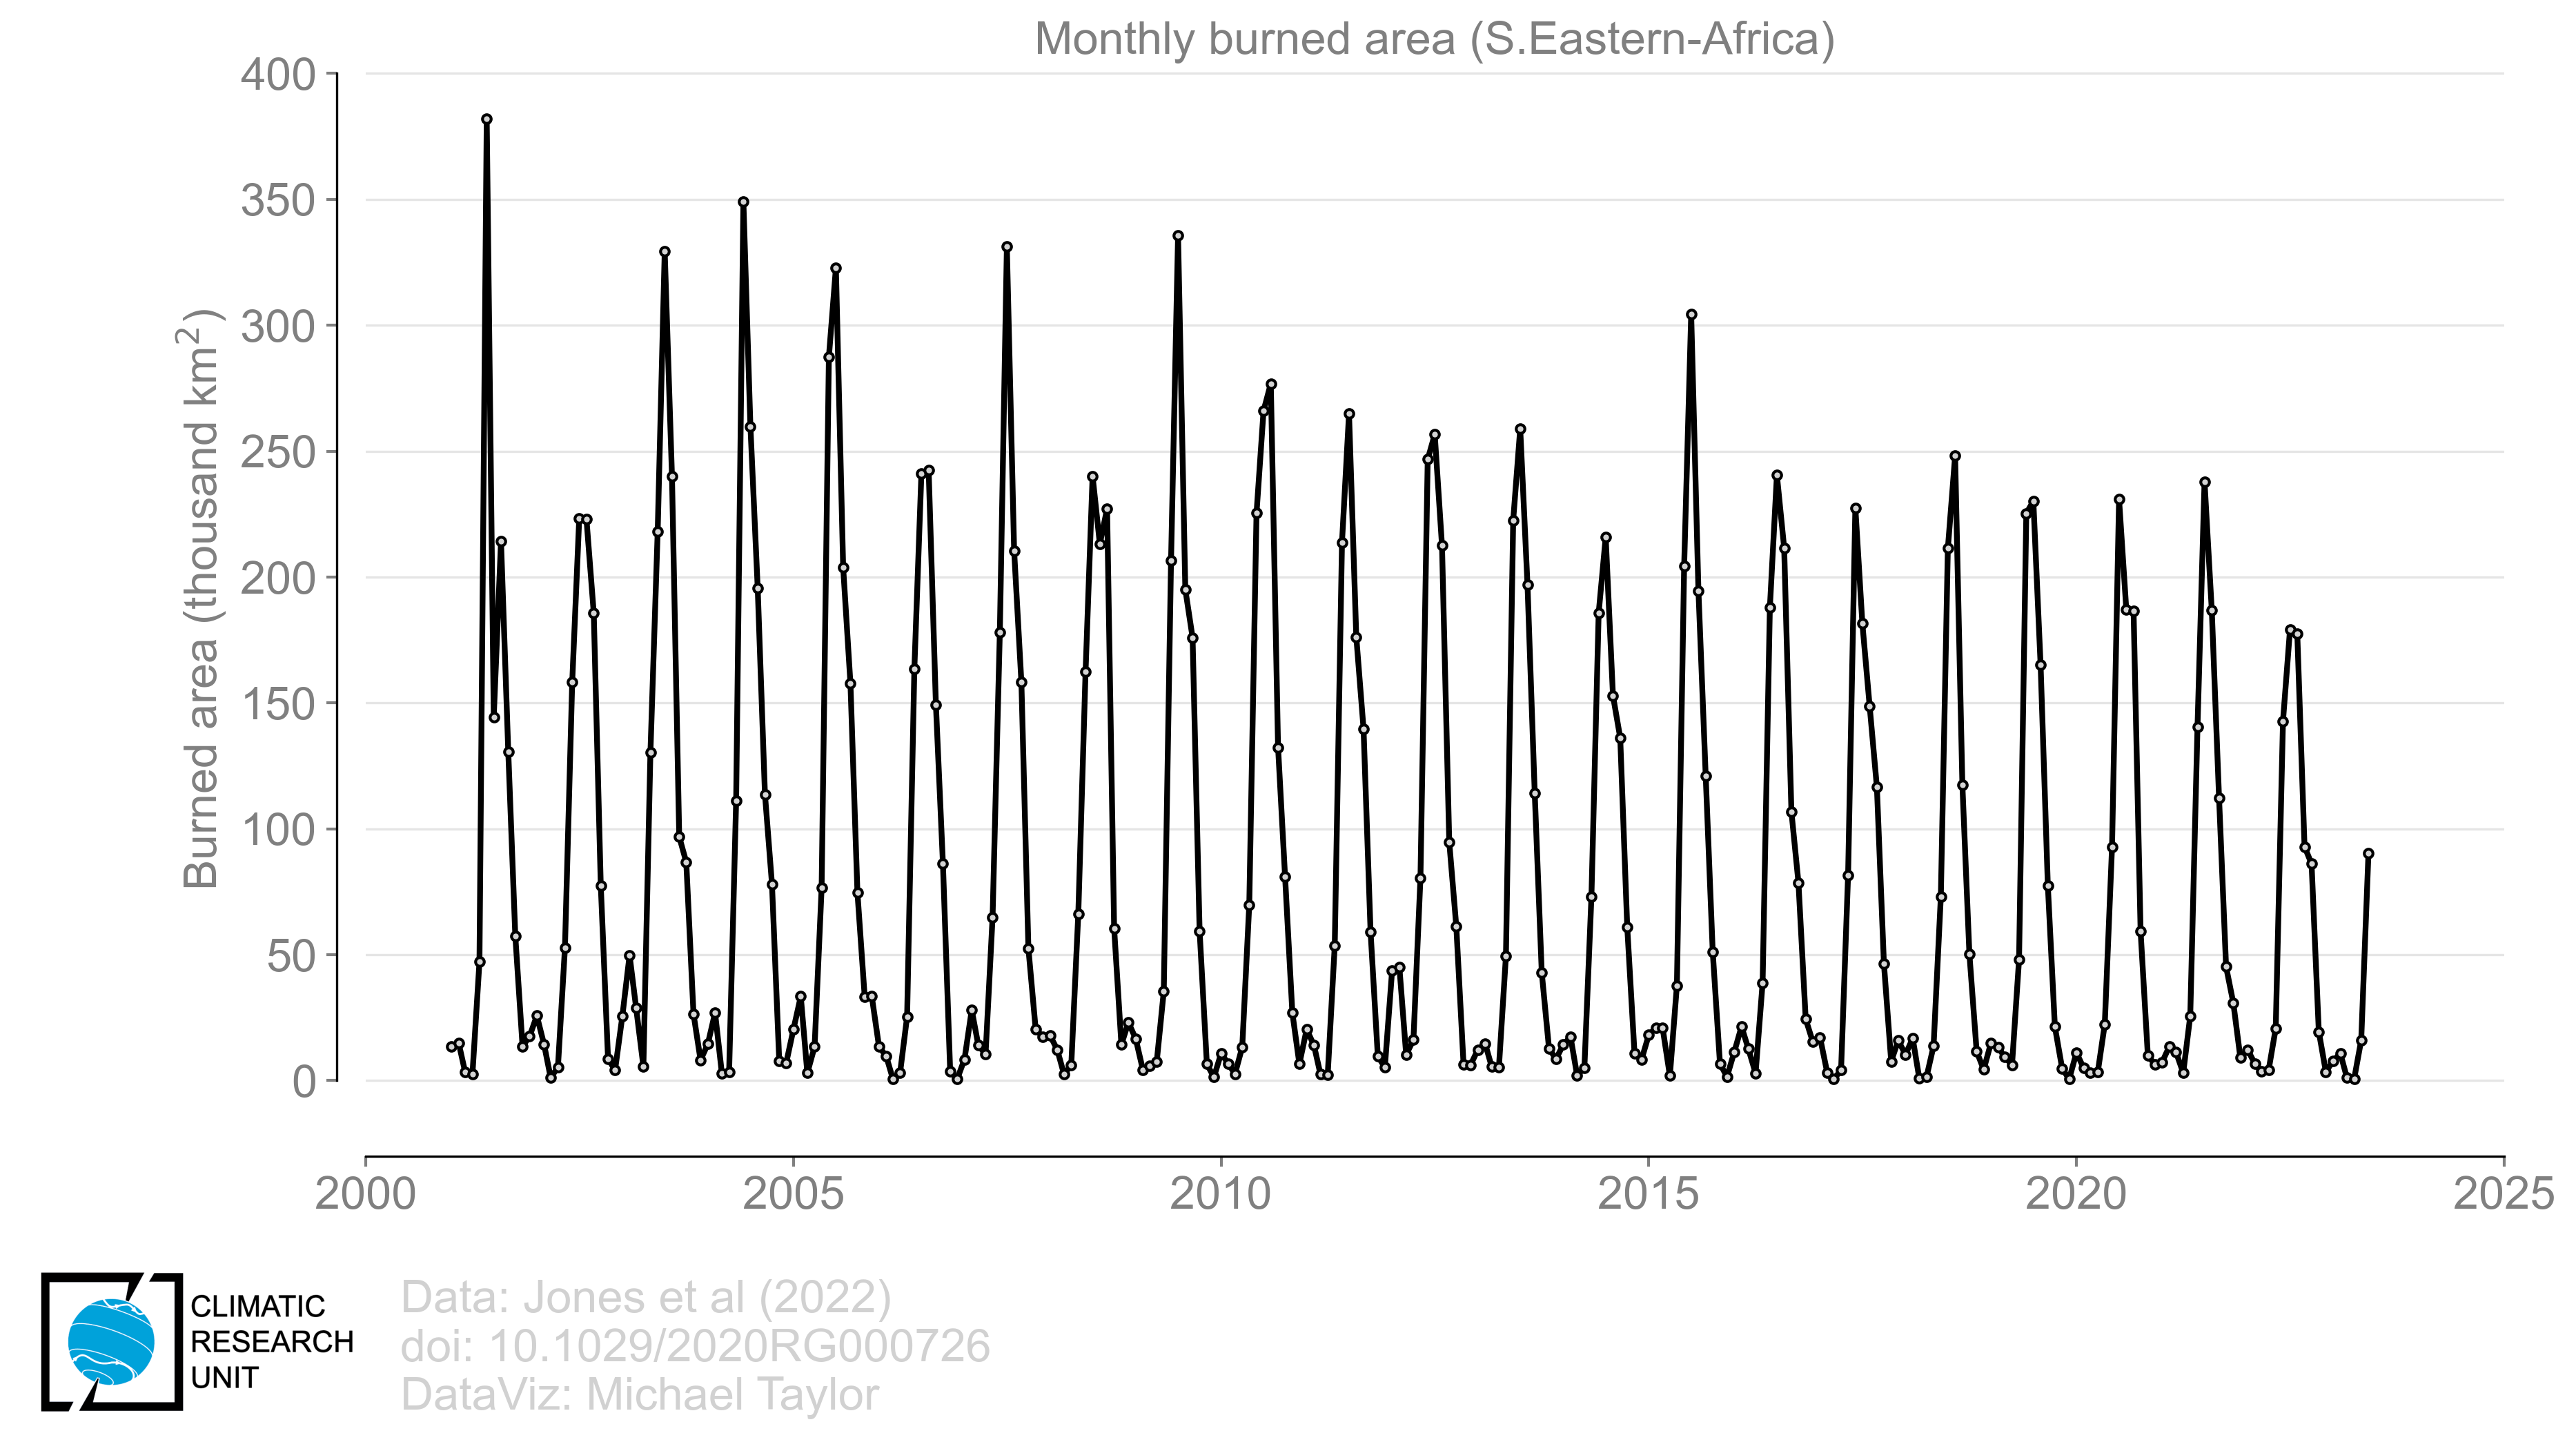 Monthly burned area (S.Eastern-Africa)
Burned area (thousand km²)
400
350
300
250
200
150
100
50
0
2000
2005
2010
2015
2020
2025
CLIMATIC
RESEARCH
UNIT
Data: Jones et al (2022)
doi: 10.1029/2020RG000726
DataViz: Michael Taylor